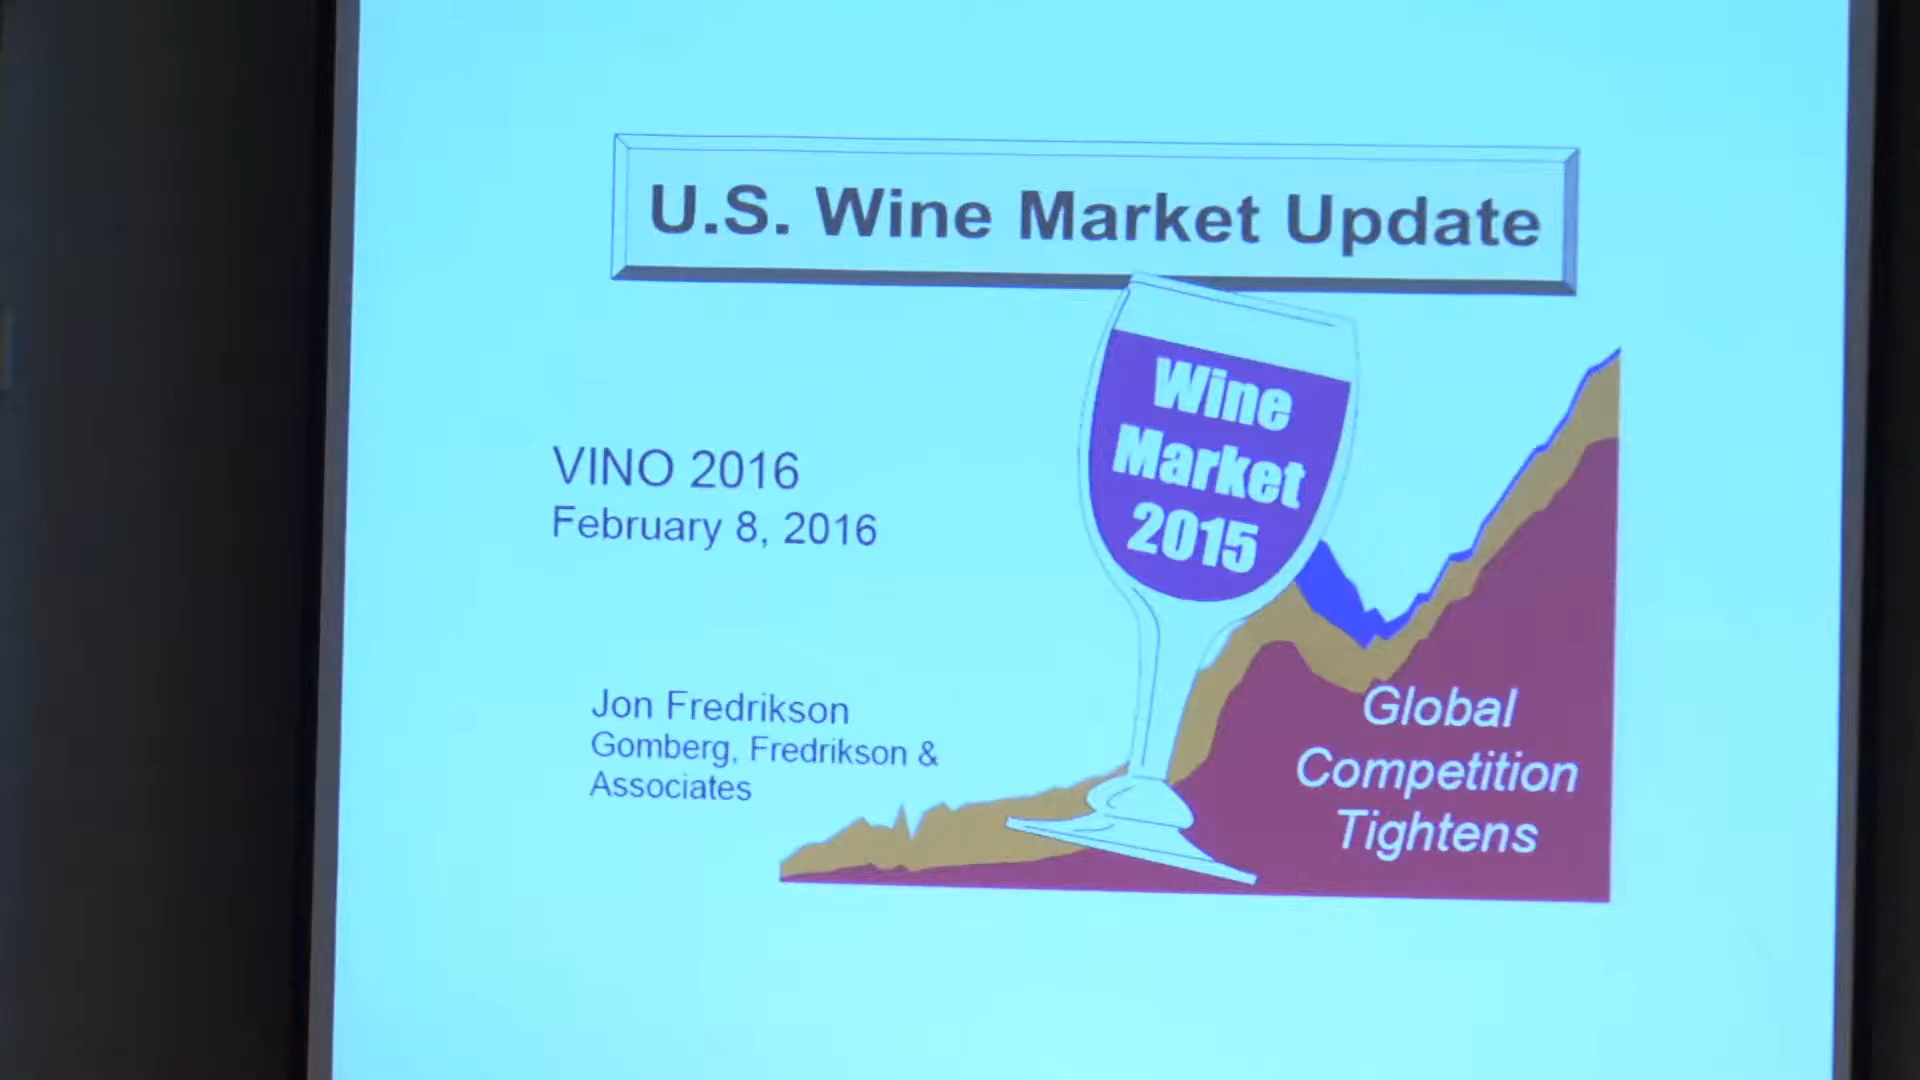 U.S. Wine Market Update
Wine
Market
2015
VINO 2016
February 8, 2016
Jon Fredrikson
Gomberg, Fredrikson &
Associates
Global
Competition
Tightens